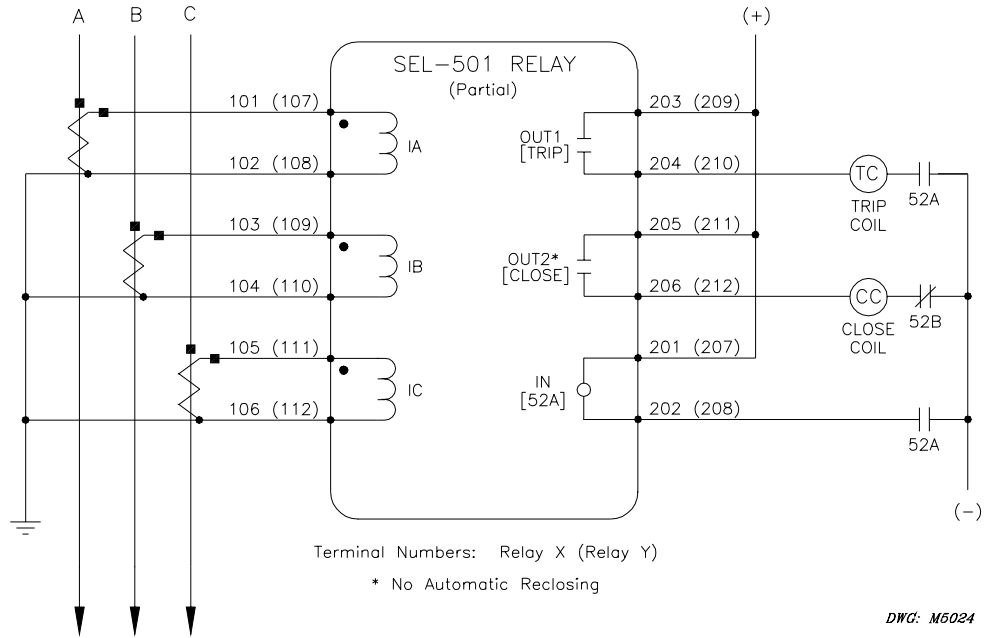 A B C (+)
SEL-501 RELAY
(Partial)
101 (107)
203 (209)
OUT1
[TRIP]
IA
102 (108)
204 (210)
TC
52A
TRIP
COIL
103 (109)
205 (211)
OUT2*
[CLOSE]
IB
104 (110)
206 (212)
CC
52B
CLOSE
COIL
105 (111)
201 (207)
IN
[52A]
IC
106 (112)
202 (208)
52A
(-)
Terminal Numbers: Relay X (Relay Y)
* No Automatic Reclosing
DWG: M5024